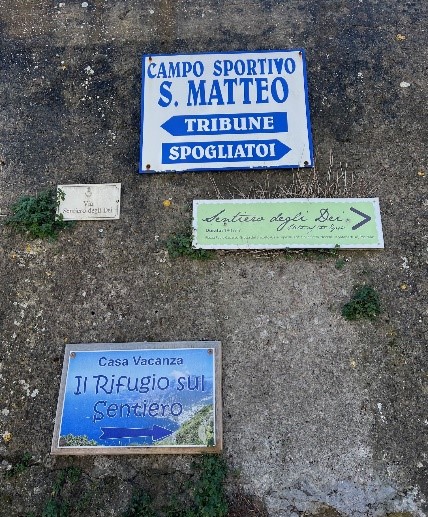 CAMPO SPORTIVO
S. MATTEO
TRIBUNE
SPOGLIATOI
Via
Sentiero degli Dei
Sentiero degli Dei
Casa Vacanza
Il Rifugio sul
Sentiero